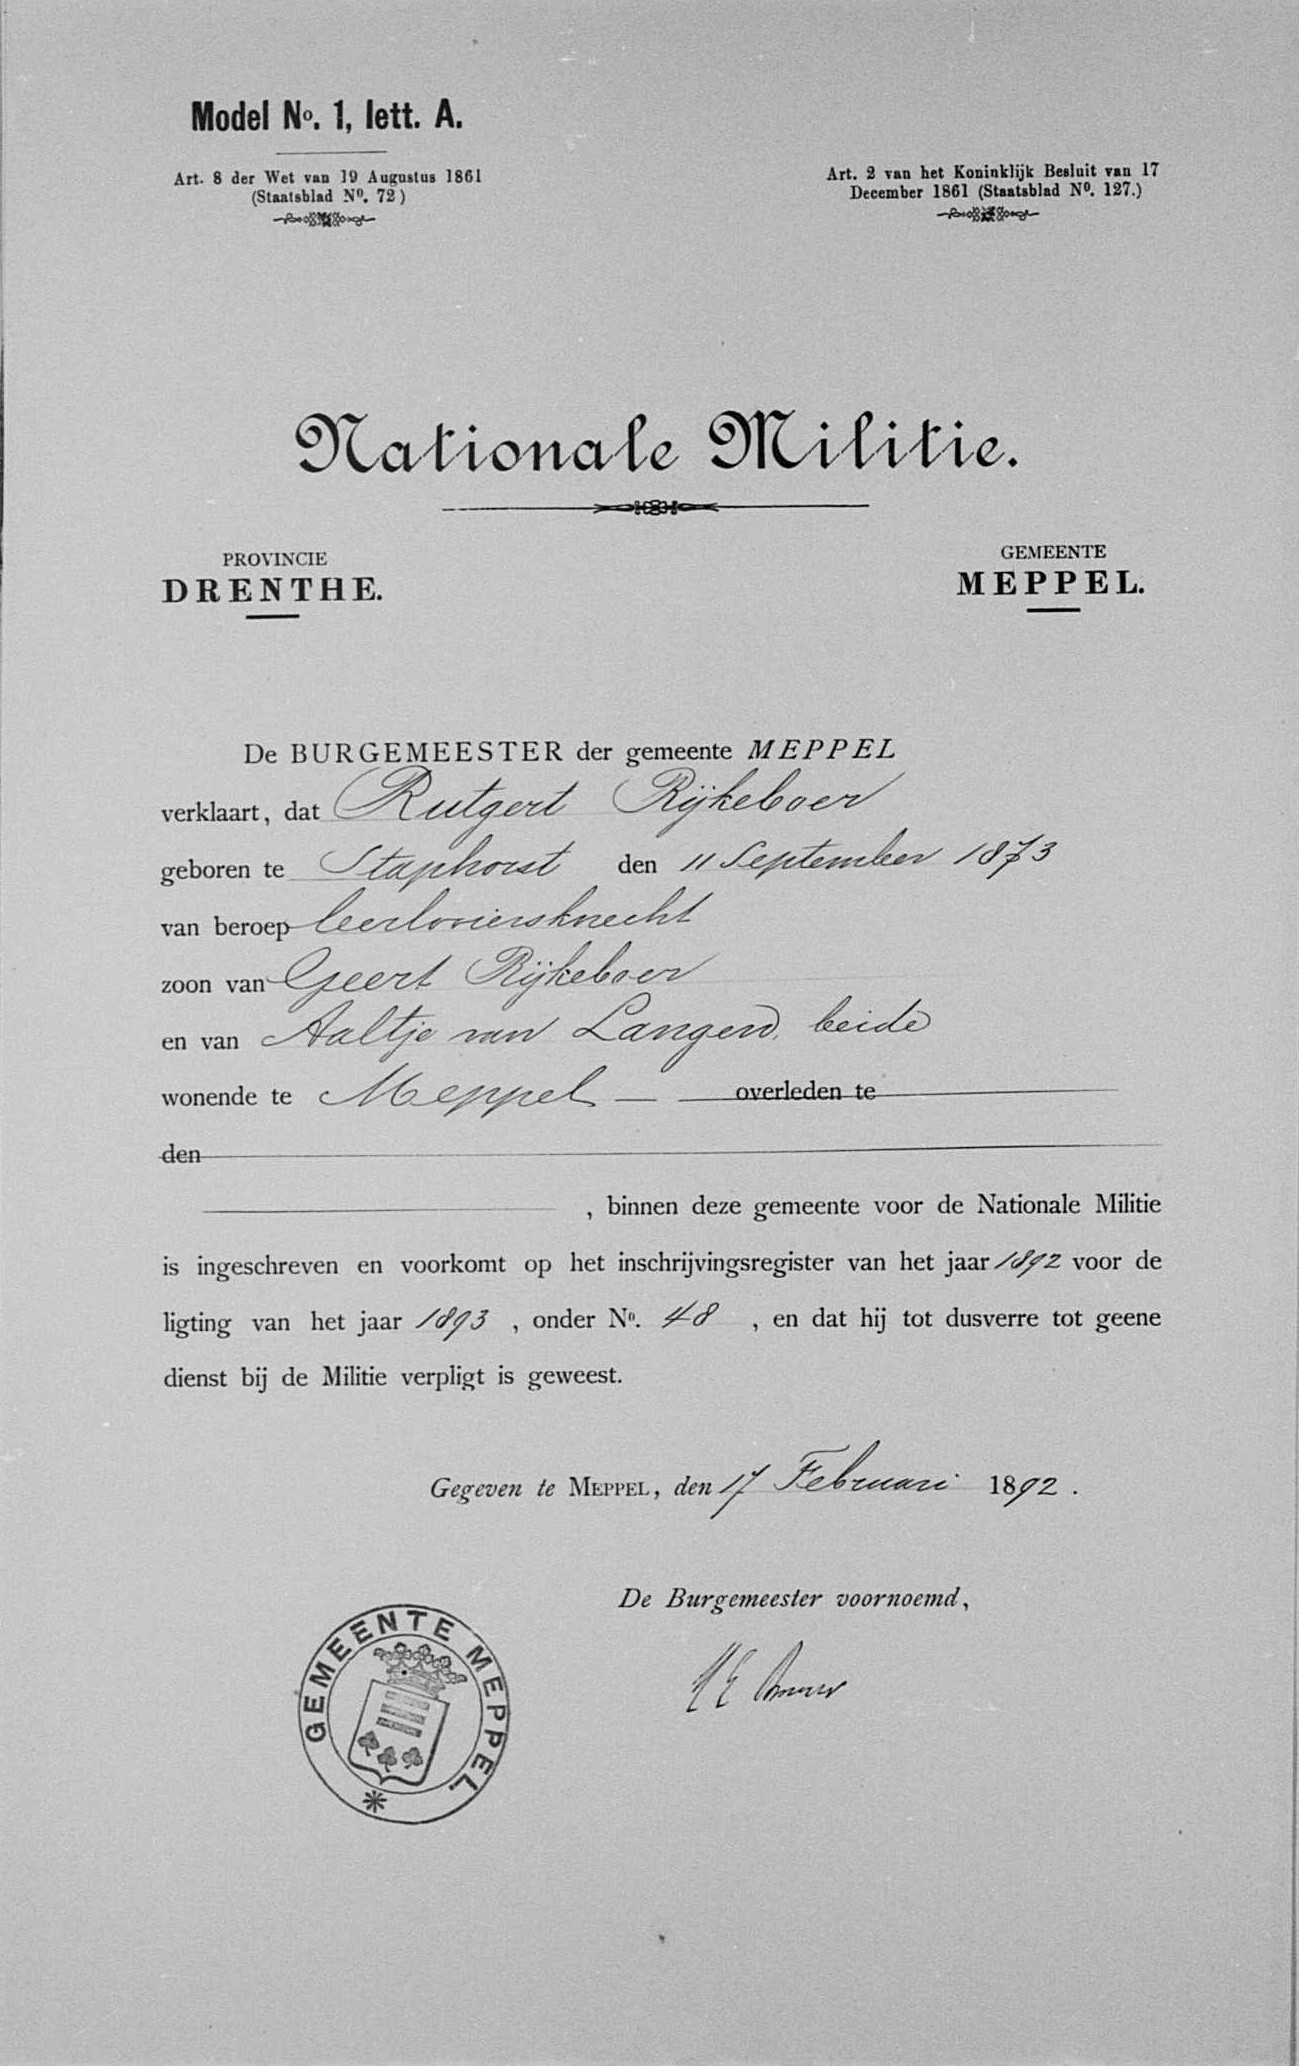 Model No. 1, lett. A.
Art. 8 der Wet van 19 Augustus 1861
(Staatsblad No. 72)
Art. 2 van het Koninklijk Besluit van 17
December 1861 (Staatsblad No. 127.)
Nationale Militie.
PROVINCIE
DRENTHE.
GEMEENTE
MEPPEL.
De BURGEMEESTER der gemeente MEPPEL
verklaart, dat Rutgert Rijkeboer
geboren te Staphorst den 11 September 1873
van beroep leerlooiersknecht
zoon van Geert Rijkeboer
en van Aaltje van Langen, beide
wonende te Meppel — overleden te
den
, binnen deze gemeente voor de Nationale Militie
is ingeschreven en voorkomt op het inschrijvingsregister van het jaar 1892 voor de
ligting van het jaar 1893, onder No. 48, en dat hij tot dusverre tot geene
dienst bij de Militie verpligt is geweest.
Gegeven te MEPPEL, den 17 Februari 1892.
De Burgemeester voornoemd,
GEMEENTE MEPPEL.